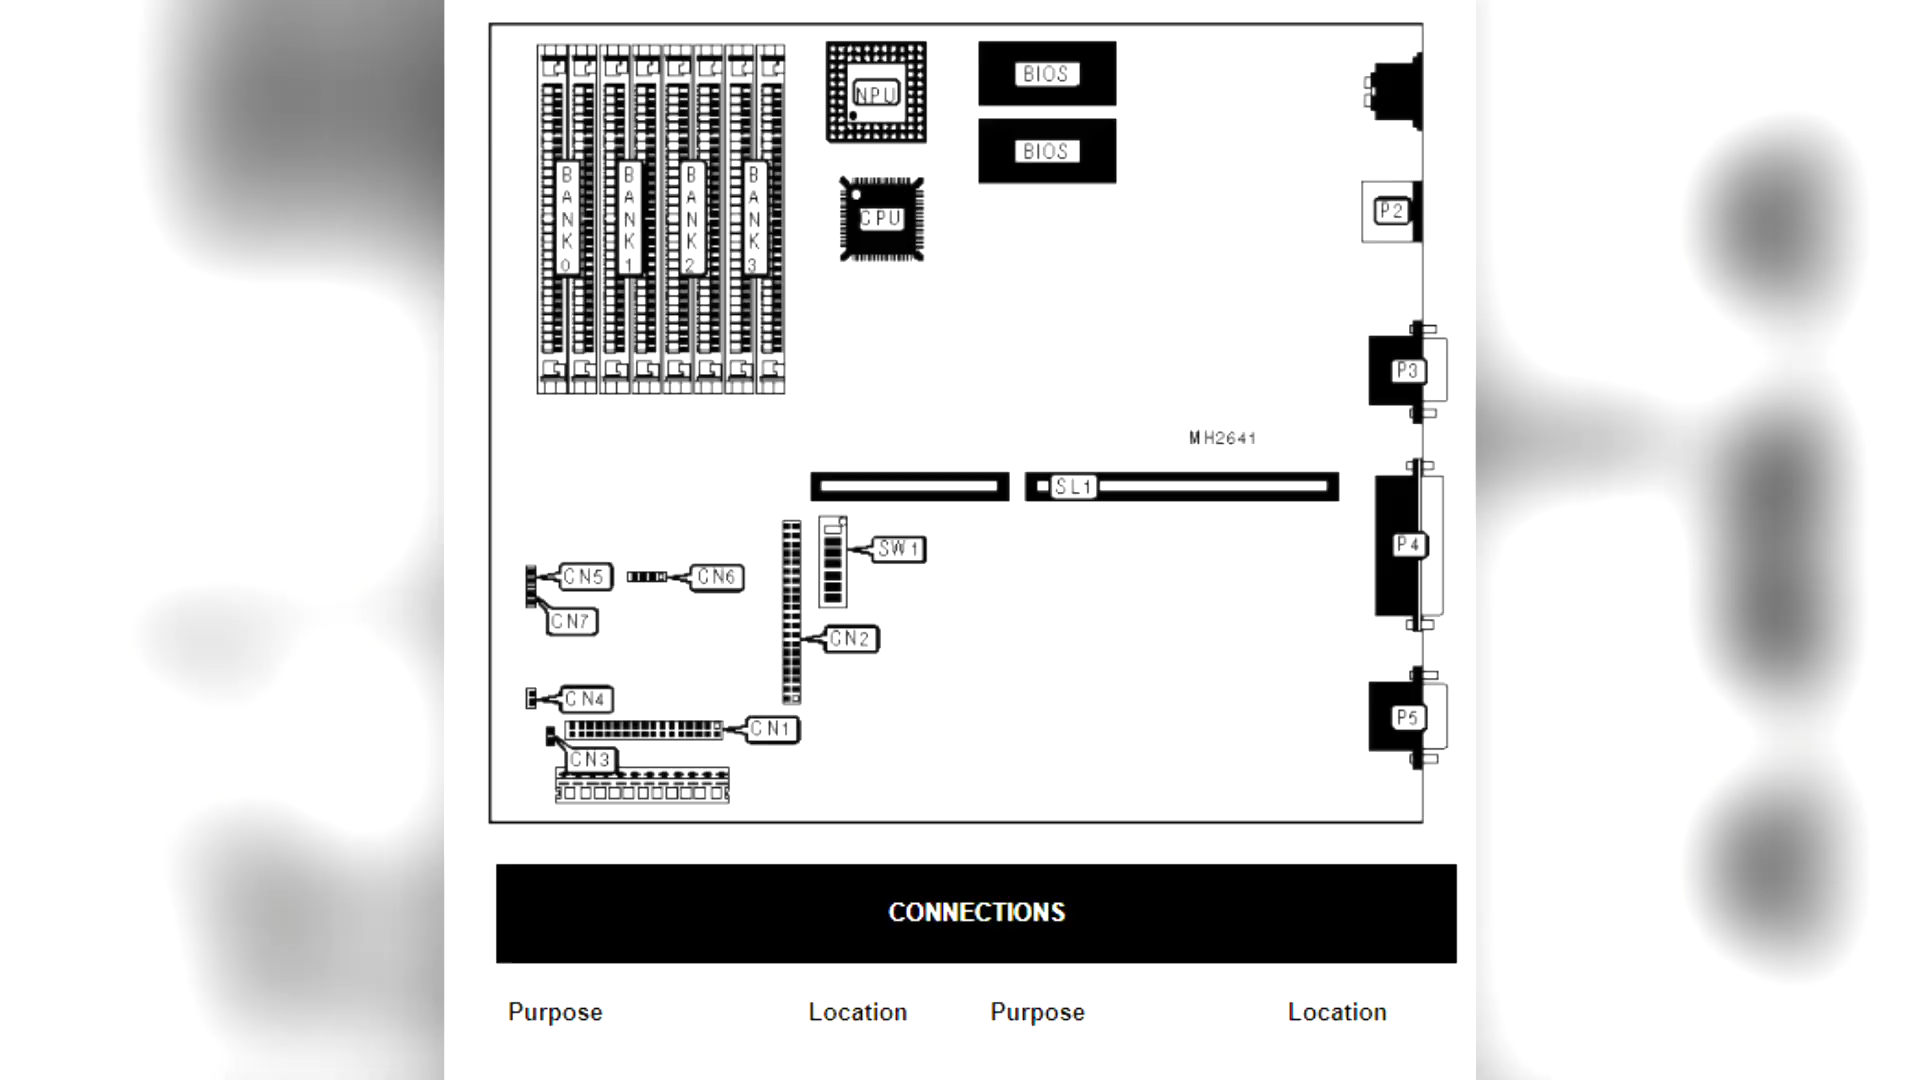 NPU
BIOS
BIOS
BANK0
BANK1
BANK2
BANK3
CPU
P2
P3
MH2641
SL1
SW1
P4
CN5
CN6
CN7
CN2
CN4
CN1
P5
CN3
CONNECTIONS
Purpose Location Purpose Location